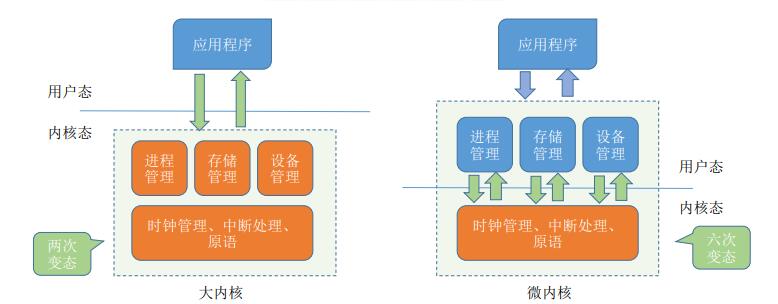 应用程序
用户态
内核态
进程
管理
存储
管理
设备
管理
时钟管理、中断处理、
原语
两次
变态
大内核
应用程序
进程
管理
存储
管理
设备
管理
用户态
内核态
时钟管理、中断处理、
原语
六次
变态
微内核